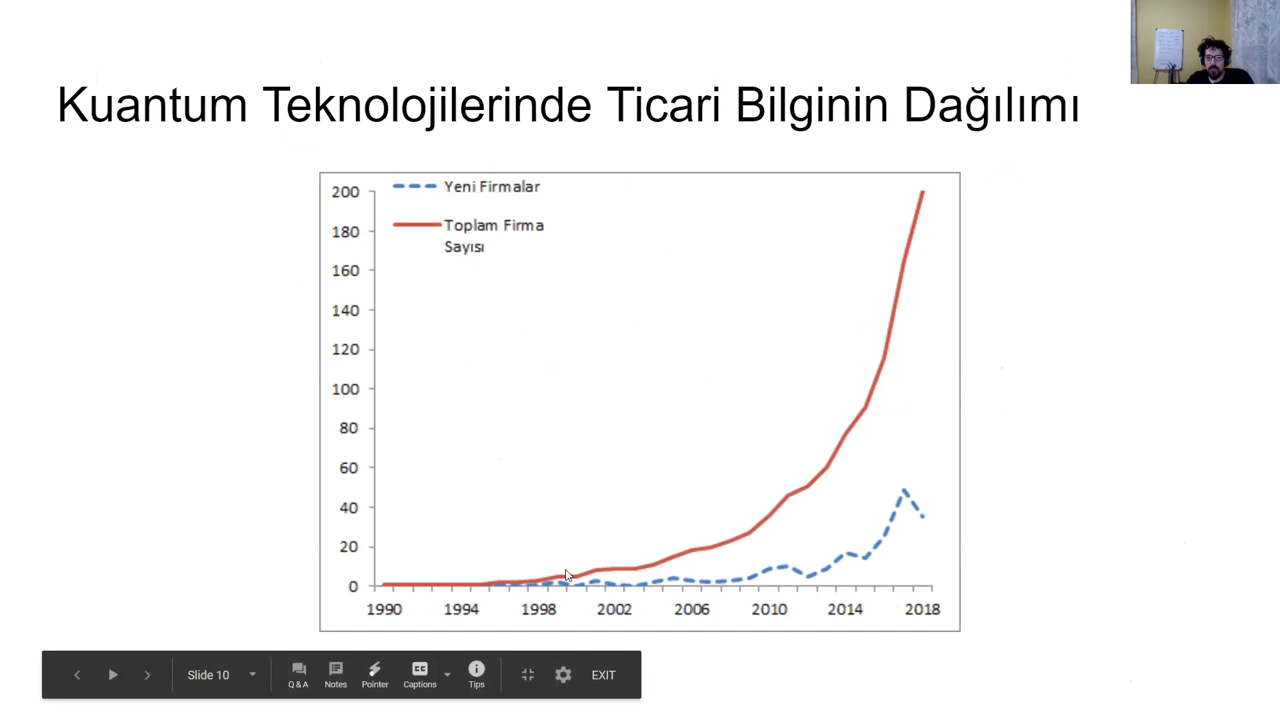 Kuantum Teknolojilerinde Ticari Bilginin Dağılımı
Yeni Firmalar
Toplam Firma
Sayısı
200
180
160
140
120
100
80
60
40
20
0
1990 1994 1998 2002 2006 2010 2014 2018
Slide 10
Q & A Notes Pointer Captions Tips EXIT